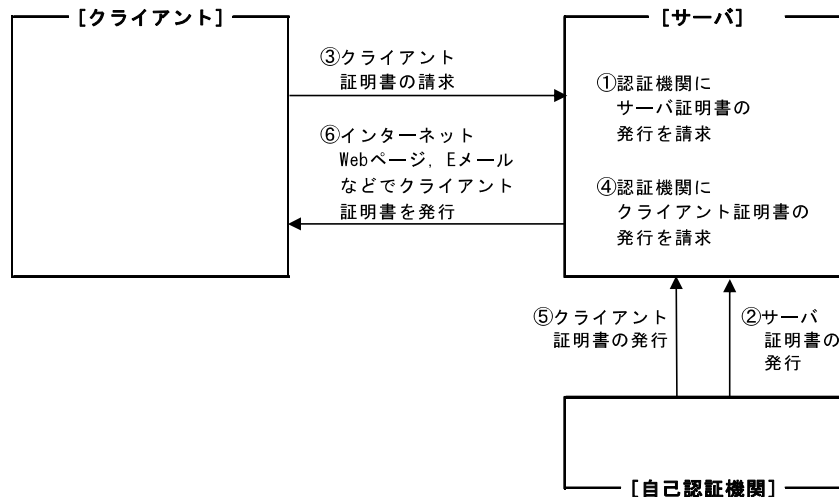 [クライアント]
[サーバ]
③クライアント
証明書の請求
①認証機関に
サーバ証明書の
発行を請求
⑥インターネット
Webページ, Eメール
などでクライアント
証明書を発行
④認証機関に
クライアント証明書の
発行を請求
⑤クライアント
証明書の発行
②サーバ
証明書の
発行
[自己認証機関]